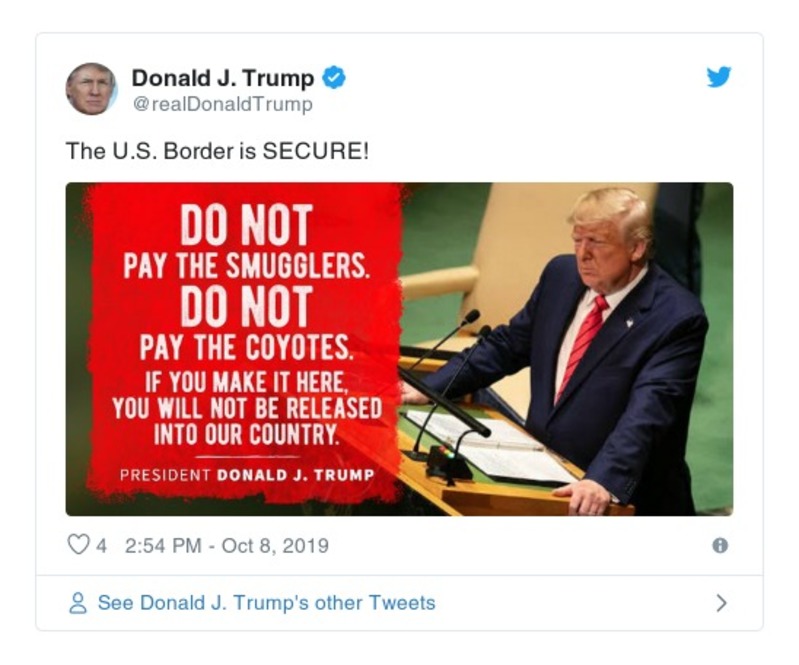 Donald J. Trump
@realDonaldTrump
The U.S. Border is SECURE!
DO NOT
PAY THE SMUGGLERS.
DO NOT
PAY THE COYOTES.
IF YOU MAKE IT HERE,
YOU WILL NOT BE RELEASED
INTO OUR COUNTRY.
PRESIDENT DONALD J. TRUMP
4 2:54 PM - Oct 8, 2019
See Donald J. Trump's other Tweets